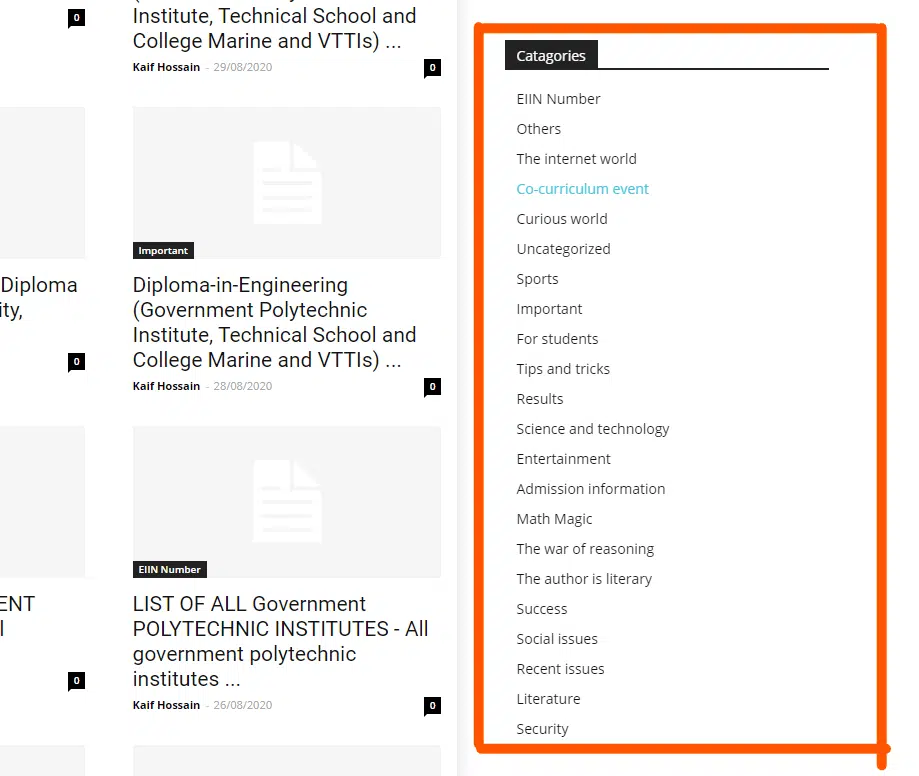 0
Institute, Technical School and
College Marine and VTTIs) ...
Kaif Hossain - 29/08/2020
0
Important
Diploma
ity,
0
Diploma-in-Engineering
(Government Polytechnic
Institute, Technical School and
College Marine and VTTIs) ...
Kaif Hossain - 28/08/2020
0
EIIN Number
ENT
0
LIST OF ALL Government
POLYTECHNIC INSTITUTES - All
government polytechnic
institutes ...
Kaif Hossain - 26/08/2020
0
Catagories
EIIN Number
Others
The internet world
Co-curriculum event
Curious world
Uncategorized
Sports
Important
For students
Tips and tricks
Results
Science and technology
Entertainment
Admission information
Math Magic
The war of reasoning
The author is literary
Success
Social issues
Recent issues
Literature
Security